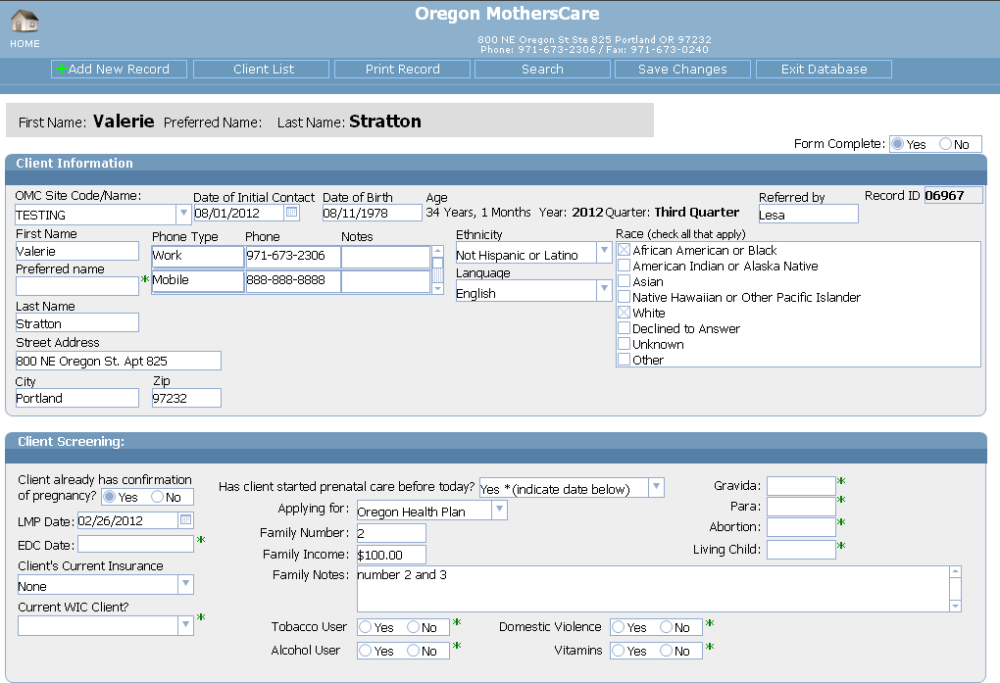 Oregon MothersCare
HOME
800 NE Oregon St Ste 825 Portland OR 97232
Phone: 971-673-2306 / Fax: 971-673-0240
+Add New Record Client List Print Record Search Save Changes Exit Database
First Name: Valerie Preferred Name: Last Name: Stratton
Form Complete: Yes No
Client Information
OMC Site Code/Name: Date of Initial Contact Date of Birth Age Referred by Record ID 06967
TESTING 08/01/2012 08/11/1978 34 Years, 1 Months Year: 2012 Quarter: Third Quarter Lesa
First Name Phone Type Phone Notes Ethnicity Race (check all that apply)
Valerie Work 971-673-2306 Not Hispanic or Latino African American or Black
Preferred name * Mobile 888-888-8888 Language American Indian or Alaska Native
English Asian
Native Hawaiian or Other Pacific Islander
Last Name White
Stratton Declined to Answer
Street Address Unknown
800 NE Oregon St. Apt 825 Other
City Zip
Portland 97232
Client Screening:
Client already has confirmation
of pregnancy? Yes No
Has client started prenatal care before today? Yes *(indicate date below) Gravida: *
LMP Date: 02/26/2012 Applying for: Oregon Health Plan Para: *
EDC Date: * Family Number: 2 Abortion: *
Client's Current Insurance Family Income: $100.00 Living Child: *
None Family Notes: number 2 and 3
Current WIC Client?
*
Tobacco User Yes No * Domestic Violence Yes No *
Alcohol User Yes No * Vitamins Yes No *